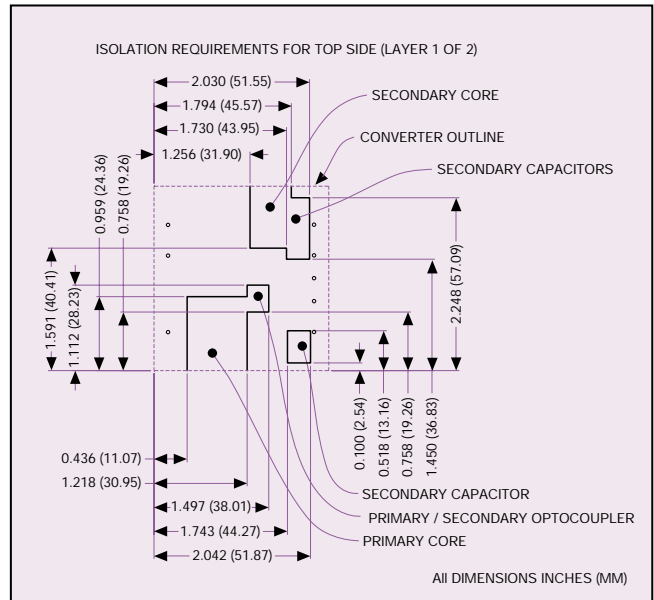 ISOLATION REQUIREMENTS FOR TOP SIDE (LAYER 1 OF 2)
2.030 (51.55)
1.794 (45.57)
1.730 (43.95)
1.256 (31.90)
SECONDARY CORE
CONVERTER OUTLINE
SECONDARY CAPACITORS
0.959 (24.36)
0.758 (19.26)
1.591 (40.41)
1.112 (28.23)
2.248 (57.09)
0.100 (2.54)
0.518 (13.16)
0.758 (19.26)
1.450 (36.83)
0.436 (11.07)
1.218 (30.95)
1.497 (38.01)
1.743 (44.27)
2.042 (51.87)
SECONDARY CAPACITOR
PRIMARY / SECONDARY OPTOCOUPLER
PRIMARY CORE
All DIMENSIONS INCHES (MM)